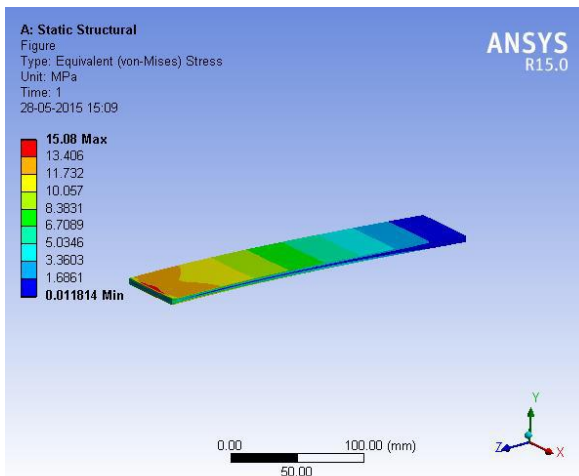 A: Static Structural
Figure
Type: Equivalent (von-Mises) Stress
Unit: MPa
Time: 1
28-05-2015 15:09
ANSYS
R15.0
15.08 Max
13.406
11.732
10.057
8.3831
6.7089
5.0346
3.3603
1.6861
0.011814 Min
0.00
100.00 (mm)
50.00
Y
Z
X